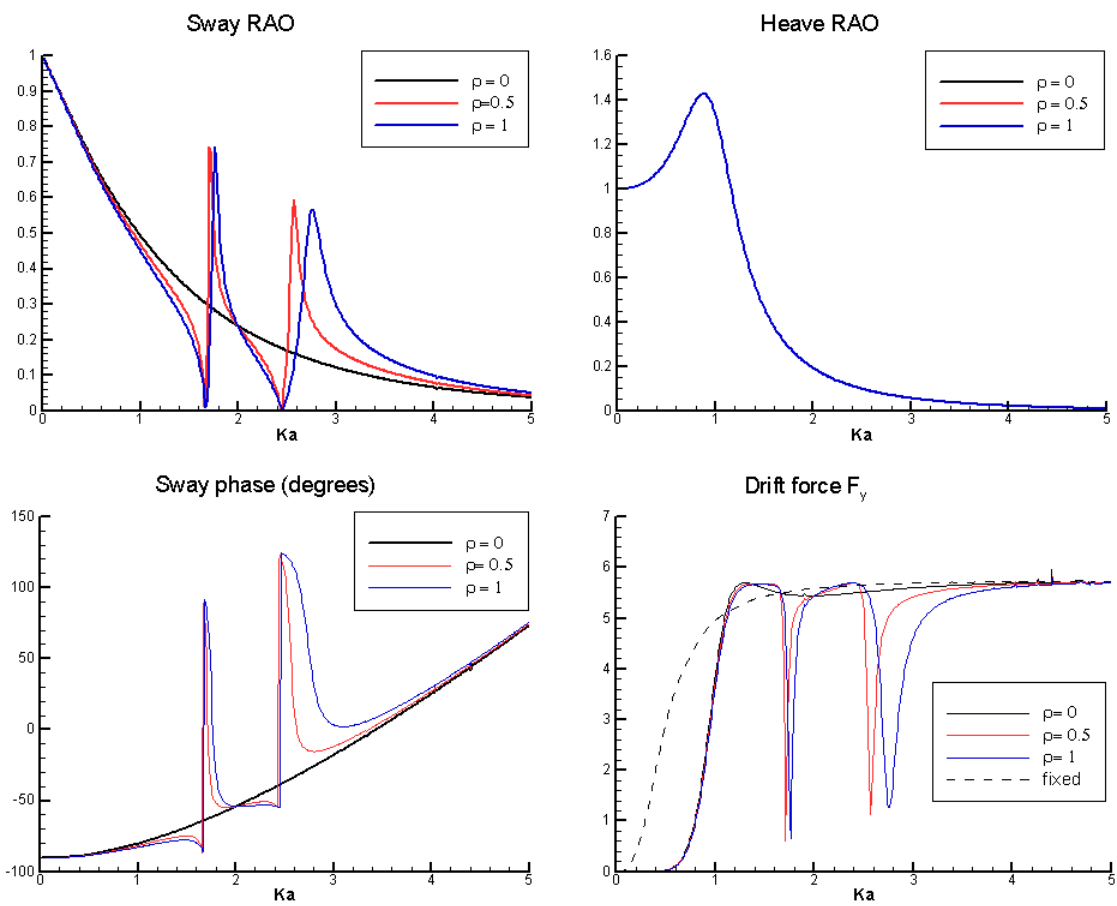 Sway RAO
1
0.9
0.8
0.7
0.6
0.5
0.4
0.3
0.2
0.1
0
0 1 2 3 4 5
Ka
ρ = 0
ρ=0.5
ρ = 1
Heave RAO
1.6
1.4
1.2
1
0.8
0.6
0.4
0.2
0
0 1 2 3 4 5
Ka
ρ = 0
ρ = 0.5
ρ = 1
Sway phase (degrees)
150
100
50
0
-50
-100
0 1 2 3 4 5
Ka
ρ = 0
ρ = 0.5
ρ = 1
Drift force Fy
7
6
5
4
3
2
1
0
0 1 2 3 4 5
Ka
ρ= 0
ρ= 0.5
ρ= 1
fixed